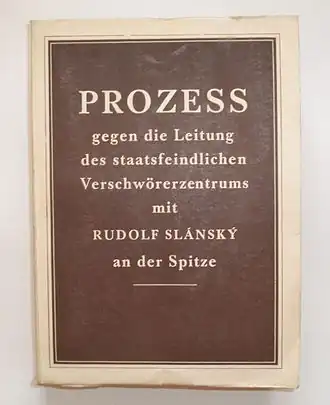 PROZESS
gegen die Leitung
des staatsfeindlichen
Verschwörerzentrums
mit
RUDOLF SLÁNSKÝ
an der Spitze